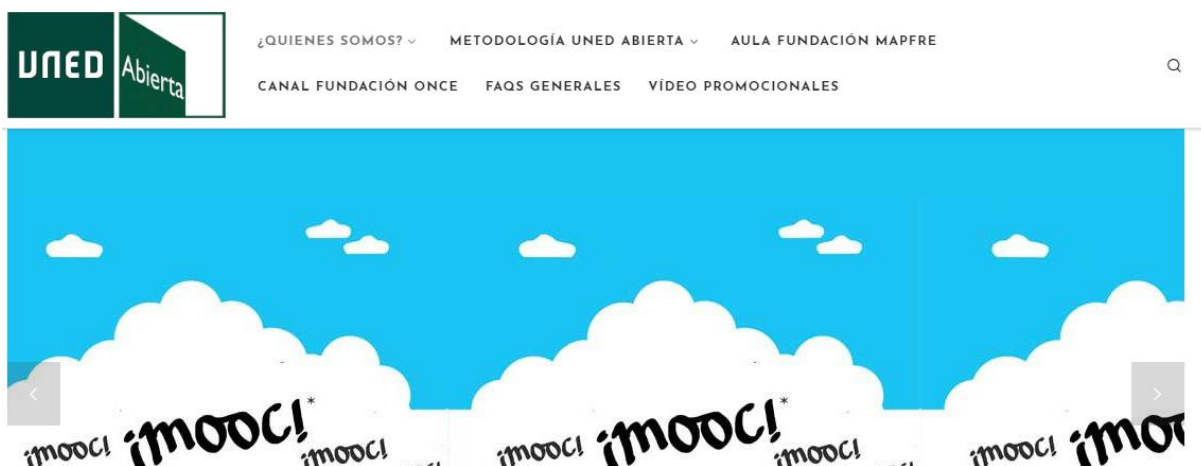 UNED Abierta
¿QUIENES SOMOS? METODOLOGÍA UNED ABIERTA AULA FUNDACIÓN MAPFRE
CANAL FUNDACIÓN ONCE FAQS GENERALES VÍDEO PROMOCIONALES
¡MOOC! ¡MOOC!* ¡MOOC! ¡MOOC! ¡MOOC!* ¡MOOC! ¡MOOC!